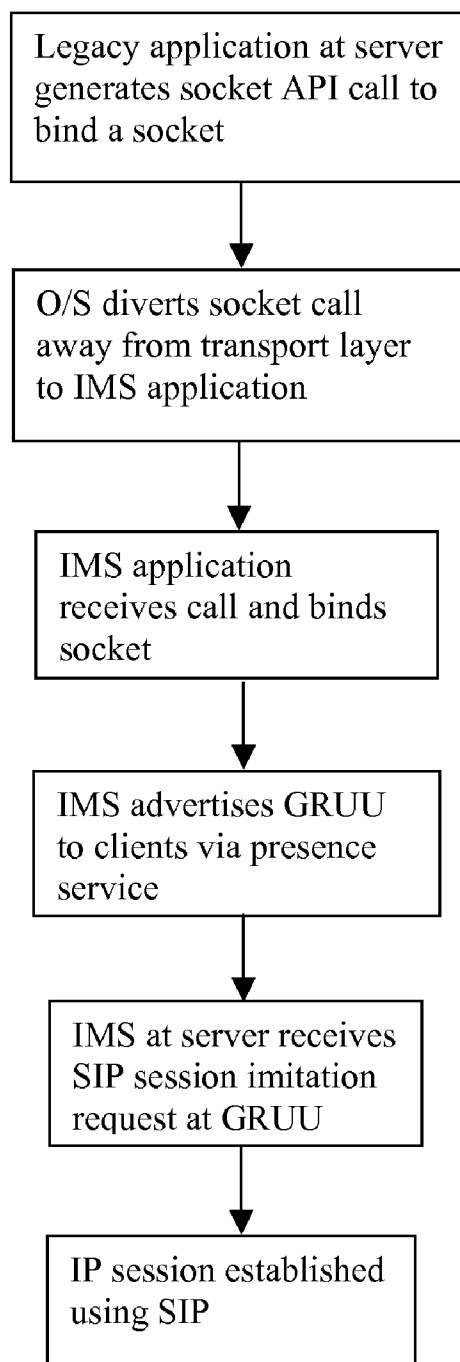 Legacy application at server
generates socket API call to
bind a socket
O/S diverts socket call
away from transport layer
to IMS application
IMS application
receives call and binds
socket
IMS advertises GRUU
to clients via presence
service
IMS at server receives
SIP session imitation
request at GRUU
IP session established
using SIP